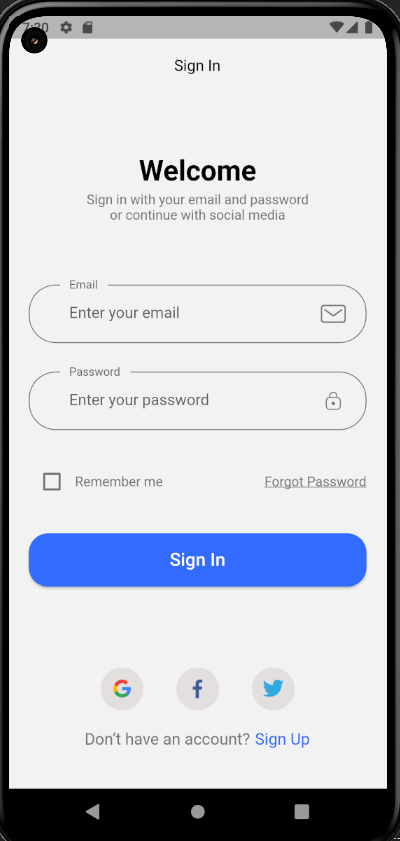 7:30
Sign In
Welcome
Sign in with your email and password
or continue with social media
Email
Enter your email
Password
Enter your password
Remember me Forgot Password
Sign In
Don't have an account? Sign Up